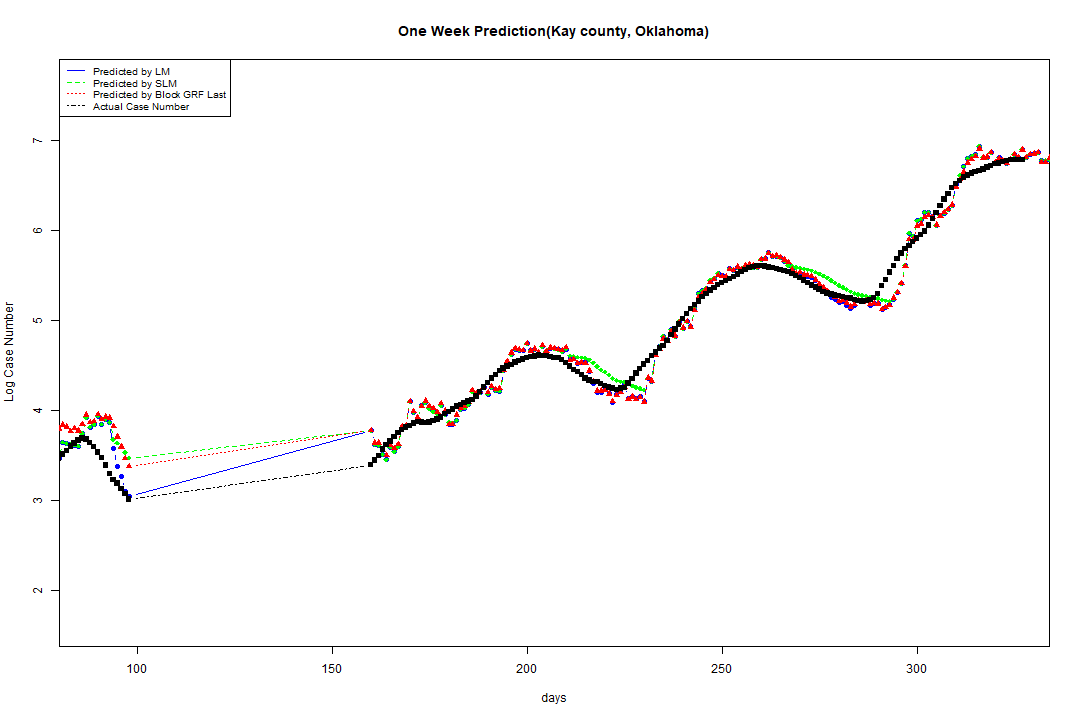 One Week Prediction(Kay county, Oklahoma)
Predicted by LM
Predicted by SLM
Predicted by Block GRF Last
Actual Case Number
Log Case Number
7
6
5
4
3
2
100 150 200 250 300
days